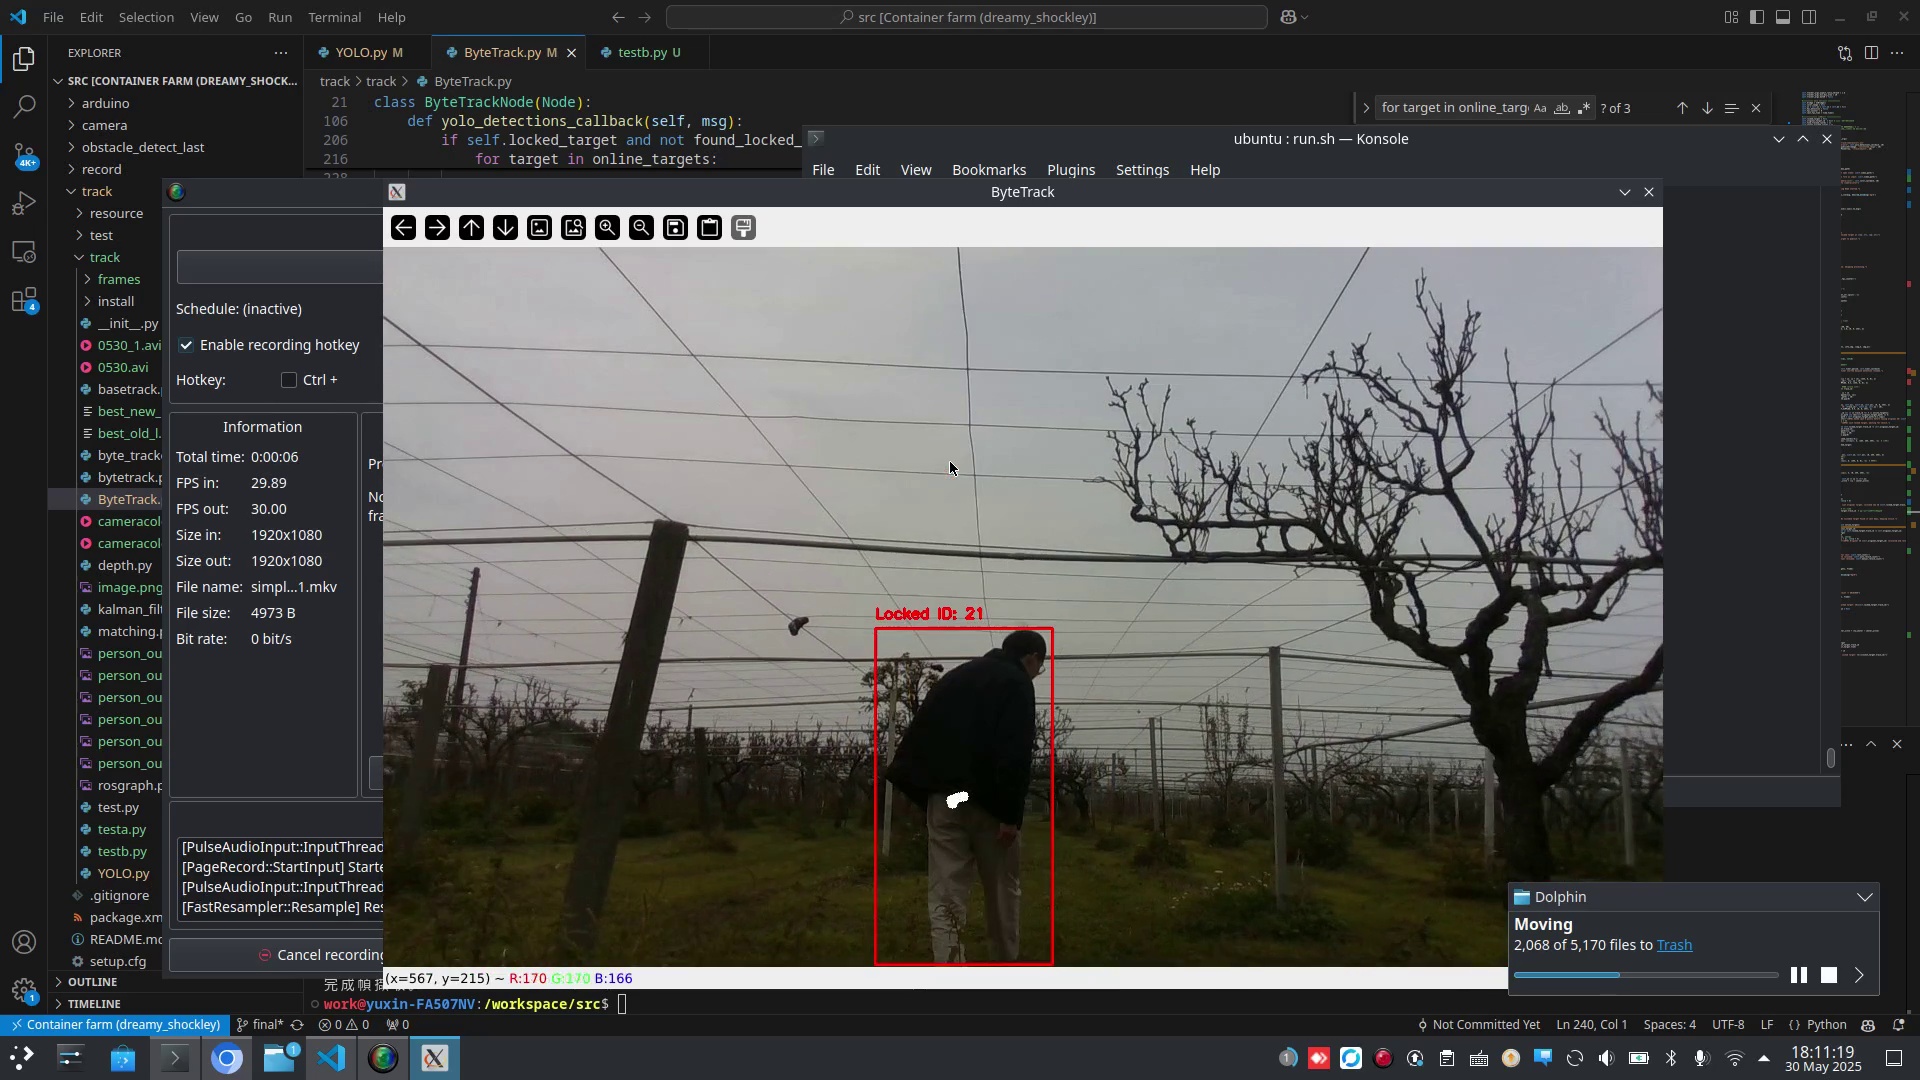 File Edit Selection View Go Run Terminal Help
src [Container farm (dreamy_shockley)]
EXPLORER
YOLO.py M
ByteTrack.py M
testb.py U
SRC [CONTAINER FARM (DREAMY_SHOCK...
track > track > ByteTrack.py
arduino
camera
obstacle_detect_last
record
track
resource
test
track
frames
install
__init__.py
0530_1.avi
0530.avi
basetrack.
best_new_
best_old_l.
byte_track
bytetrack.p
ByteTrack.
cameracol
cameracol
depth.py
image.png
kalman_filt
matching.p
person_ou
person_ou
person_ou
person_ou
person_ou
person_ou
rosgraph.p
test.py
testa.py
testb.py
YOLO.py
.gitignore
package.xm
README.md
setup.cfg
OUTLINE
TIMELINE
21 class ByteTrackNode(Node):
106 def yolo_detections_callback(self, msg):
206 if self.locked_target and not found_locked_
216 for target in online_targets:
228
for target in online_targ
Aa ab .*
? of 3
ubuntu : run.sh — Konsole
File Edit View Bookmarks Plugins Settings Help
ByteTrack
Schedule: (inactive)
Enable recording hotkey
Hotkey: Ctrl +
Information
Total time: 0:00:06
FPS in: 29.89
FPS out: 30.00
Size in: 1920x1080
Size out: 1920x1080
File name: simpl...1.mkv
File size: 4973 B
Bit rate: 0 bit/s
Pre
No
fra
[PulseAudioInput::InputThread
[PageRecord::StartInput] Starte
[PulseAudioInput::InputThread
[FastResampler::Resample] Res
Cancel recording
Locked ID: 21
(x=567, y=215) ~ R:170 G:170 B:166
work@yuxin-FA507NV:/workspace/src$
Dolphin
Moving
2,068 of 5,170 files to Trash
4K+
4
1
Container farm (dreamy_shockley)
final*
0 0
0
Not Committed Yet
Ln 240, Col 1
Spaces: 4
UTF-8
LF
{} Python
1
1
18:11:19
30 May 2025